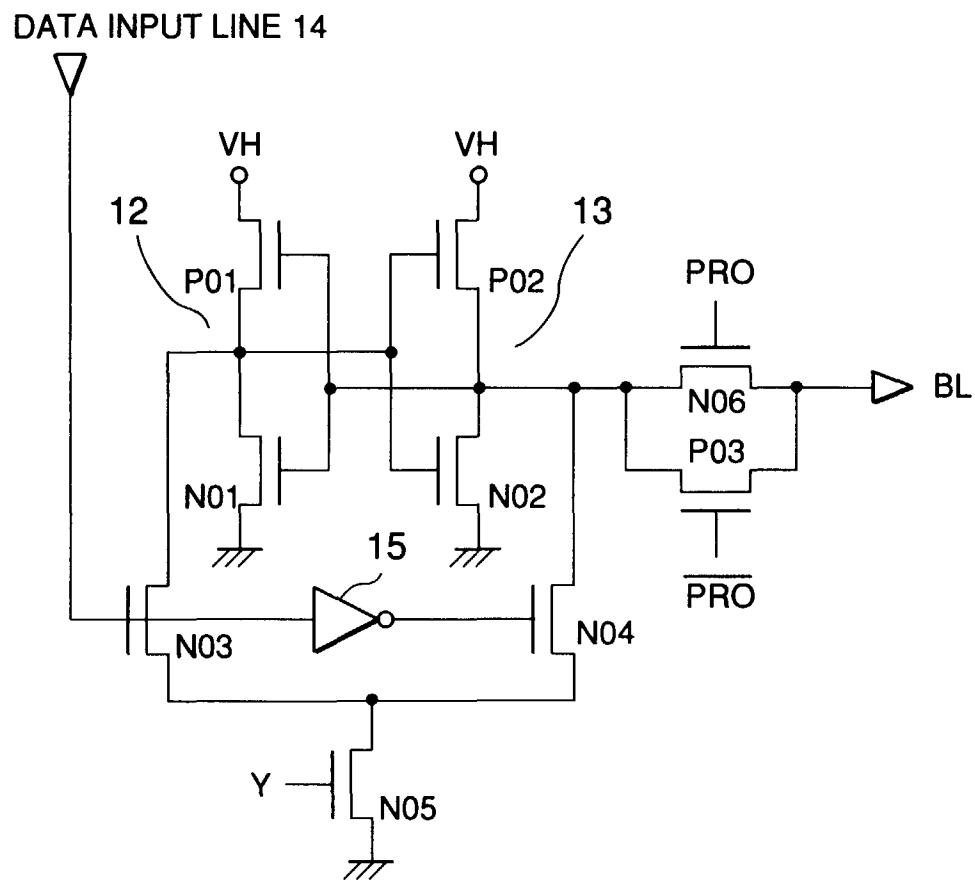 DATA INPUT LINE 14
VH VH
12 13
P01 P02 PRO
N06 BL
P03
N01 N02
15 P̅R̅O̅
N03 N04
Y N05